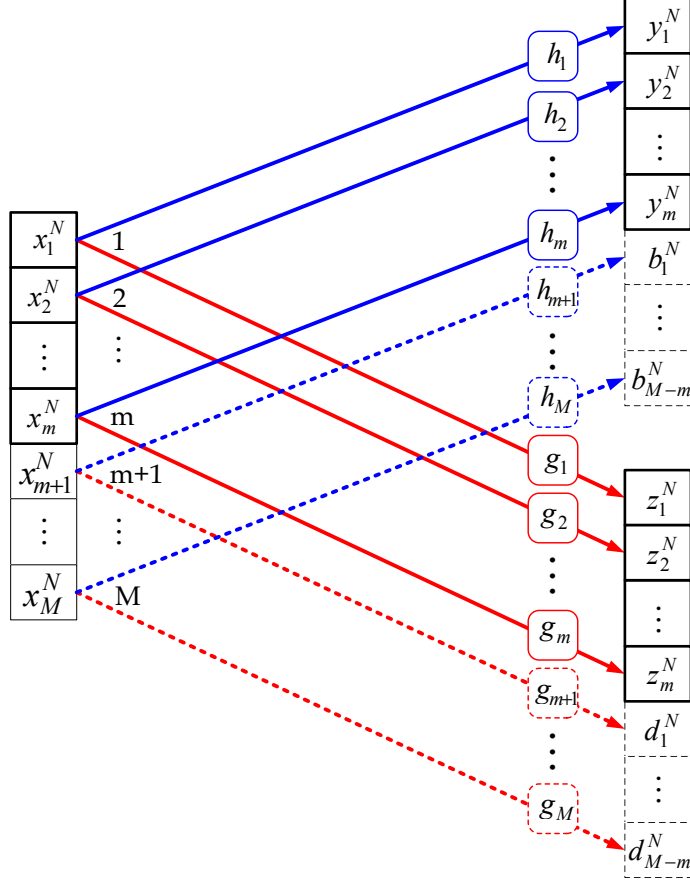 x_1^N
x_2^N
⋮
x_m^N
x_{m+1}^N
⋮
x_M^N
1
2
⋮
m
m+1
⋮
M
h_1
h_2
⋮
h_m
h_{m+1}
⋮
h_M
g_1
g_2
⋮
g_m
g_{m+1}
⋮
g_M
y_1^N
y_2^N
⋮
y_m^N
b_1^N
⋮
b_{M-m}^N
z_1^N
z_2^N
⋮
z_m^N
d_1^N
⋮
d_{M-m}^N